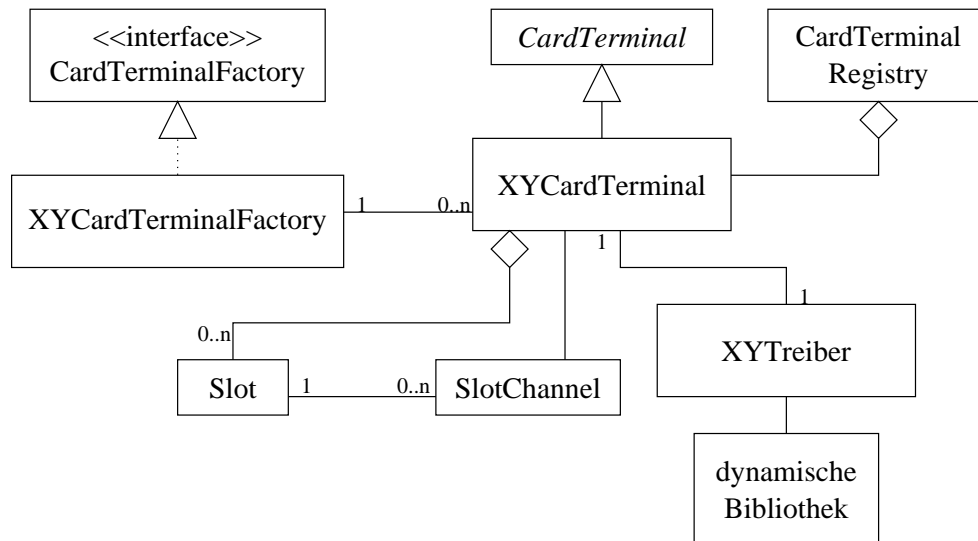 <<interface>>
CardTerminalFactory
CardTerminal
CardTerminal
Registry
XYCardTerminalFactory
1
0..n
XYCardTerminal
1
0..n
1
Slot
1
0..n
SlotChannel
XYTreiber
dynamische
Bibliothek